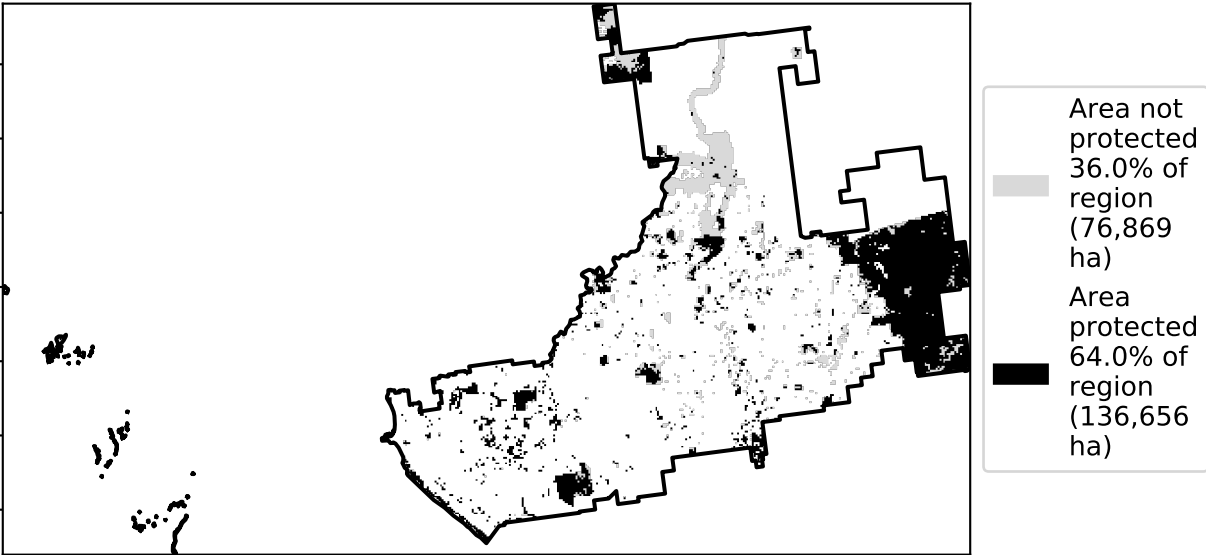 Area not
protected
36.0% of
region
(76,869
ha)
Area
protected
64.0% of
region
(136,656
ha)